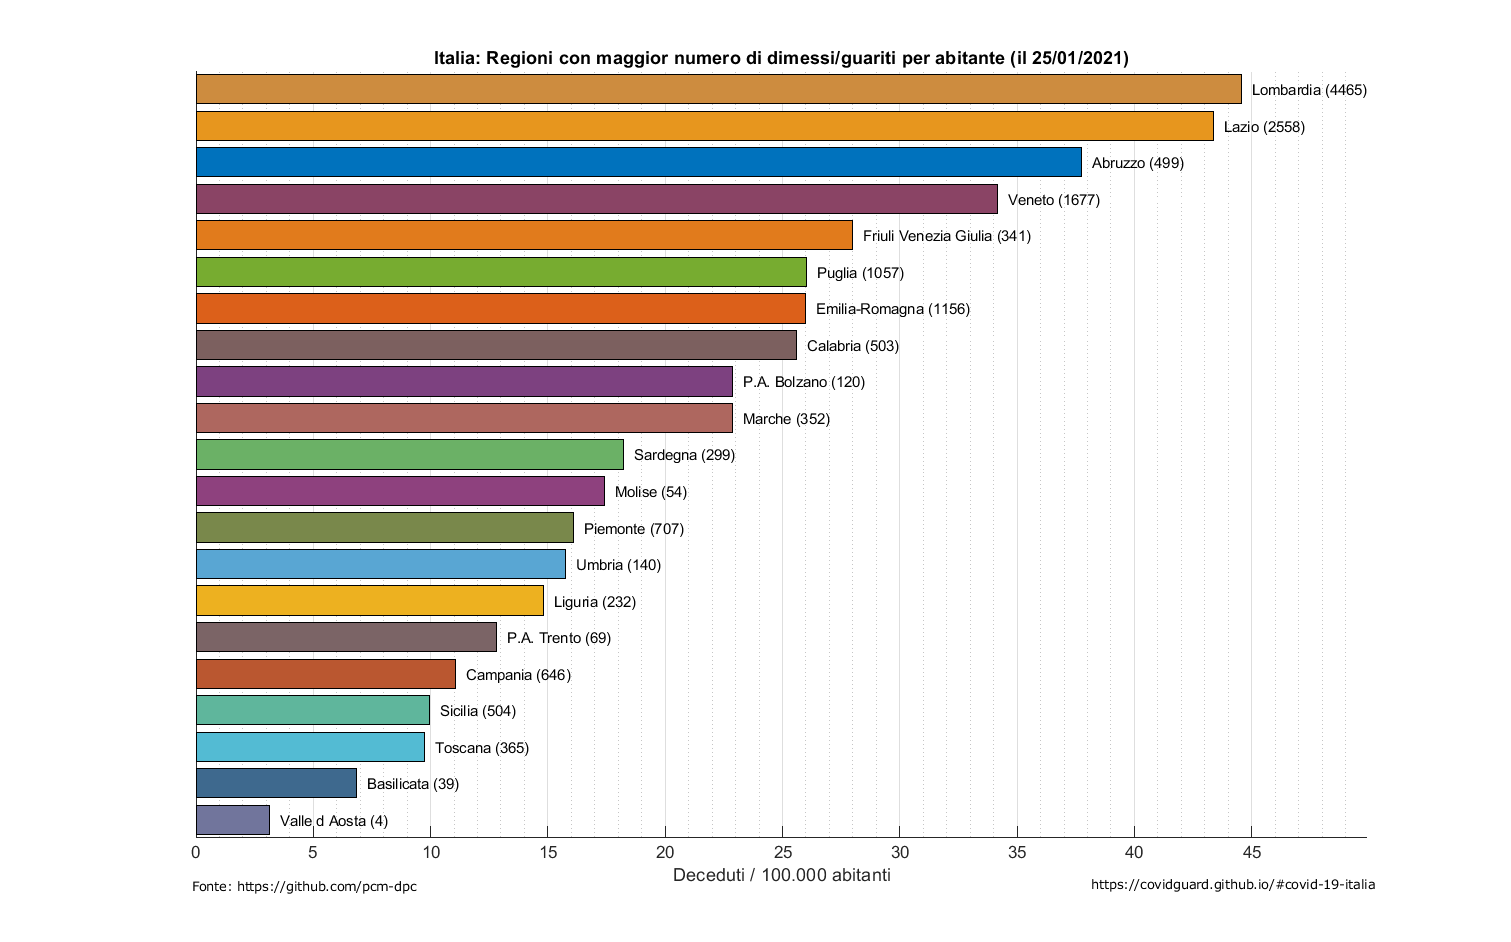 Italia: Regioni con maggior numero di dimessi/guariti per abitante (il 25/01/2021)
Lombardia (4465)
Lazio (2558)
Abruzzo (499)
Veneto (1677)
Friuli Venezia Giulia (341)
Puglia (1057)
Emilia-Romagna (1156)
Calabria (503)
P.A. Bolzano (120)
Marche (352)
Sardegna (299)
Molise (54)
Piemonte (707)
Umbria (140)
Liguria (232)
P.A. Trento (69)
Campania (646)
Sicilia (504)
Toscana (365)
Basilicata (39)
Valle d Aosta (4)
0 5 10 15 20 25 30 35 40 45
Deceduti / 100.000 abitanti
Fonte: https://github.com/pcm-dpc
https://covidguard.github.io/#covid-19-italia